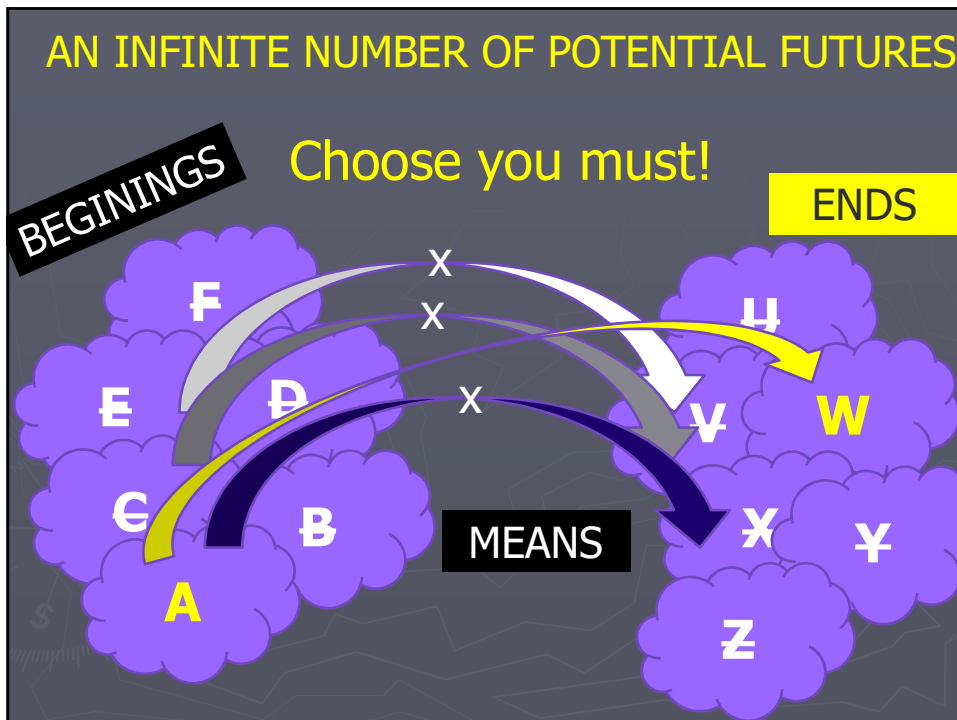 AN INFINITE NUMBER OF POTENTIAL FUTURES
Choose you must!
BEGININGS
ENDS
x
x
x
F
E
D
C
B
A
MEANS
U
V
W
X
Y
Z